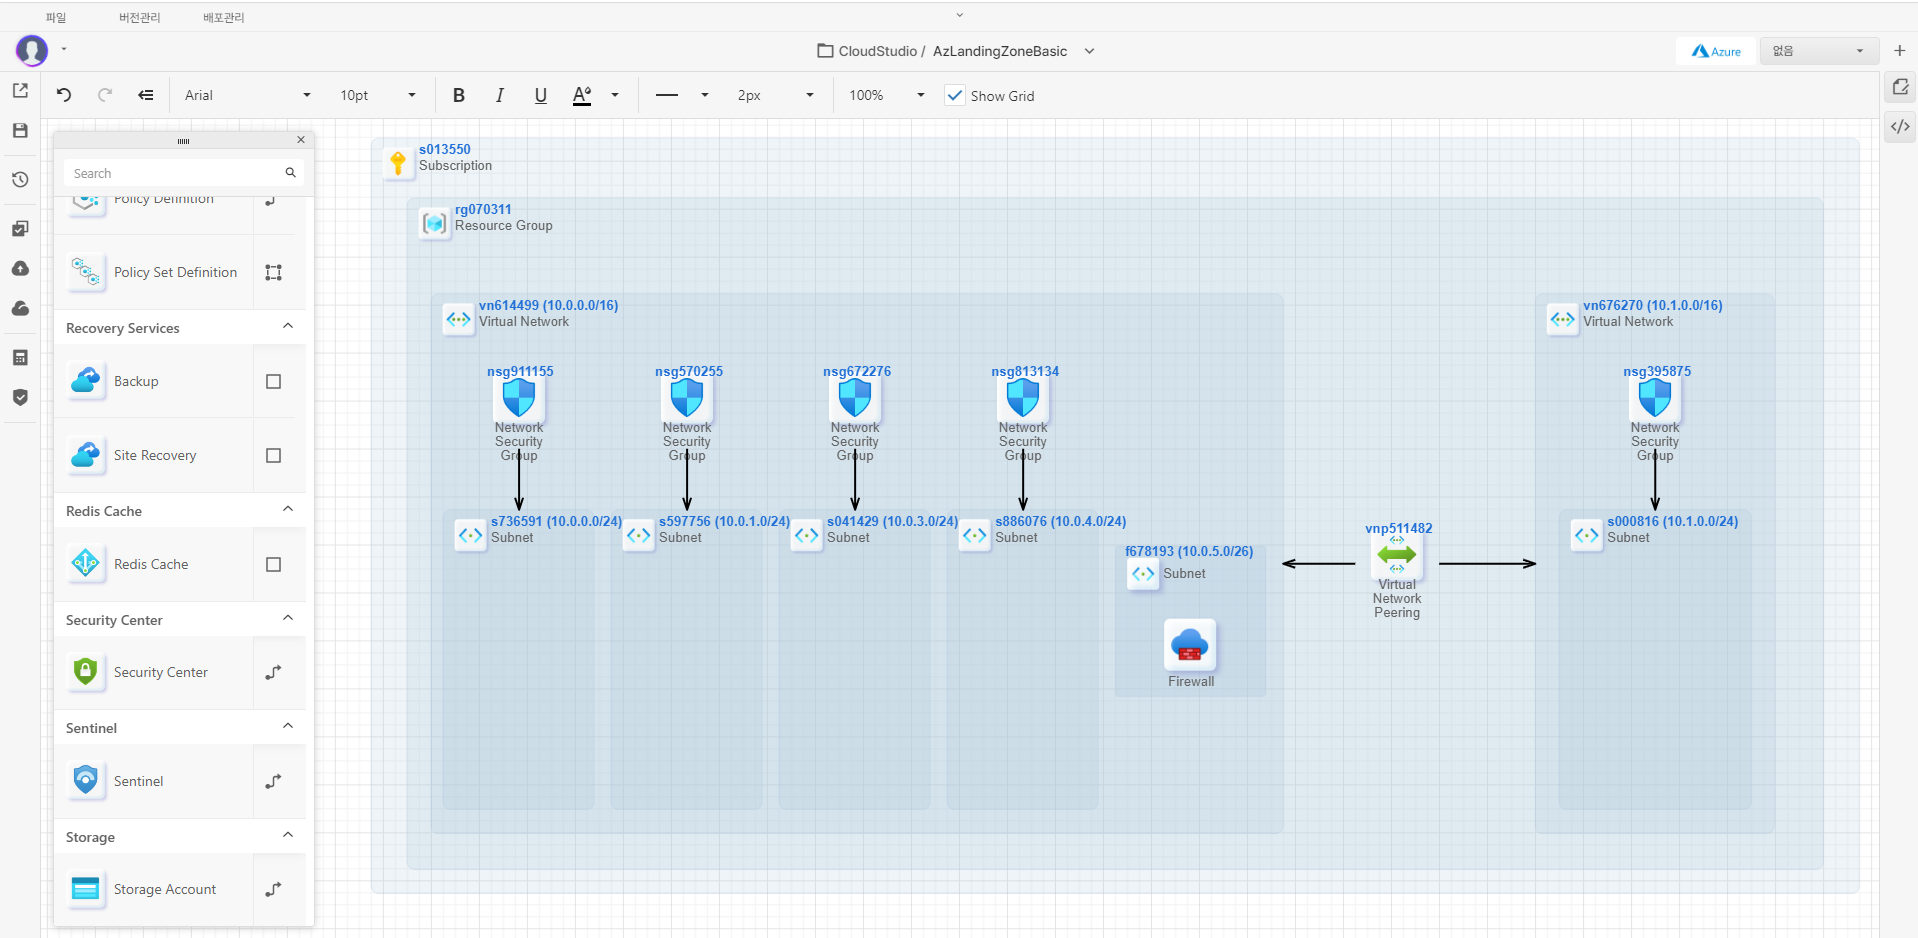 파일
버전관리
배포관리
CloudStudio / AzLandingZoneBasic
Azure
없음
Arial
10pt
B I U A
2px
100%
Show Grid
Search
Policy Definition
Policy Set Definition
Recovery Services
Backup
Site Recovery
Redis Cache
Redis Cache
Security Center
Security Center
Sentinel
Sentinel
Storage
Storage Account
s013550
Subscription
rg070311
Resource Group
vn614499 (10.0.0.0/16)
Virtual Network
vn676270 (10.1.0.0/16)
Virtual Network
nsg911155
Network
Security
Group
nsg570255
Network
Security
Group
nsg672276
Network
Security
Group
nsg813134
Network
Security
Group
nsg395875
Network
Security
Group
s736591 (10.0.0.0/24)
Subnet
s597756 (10.0.1.0/24)
Subnet
s041429 (10.0.3.0/24)
Subnet
s886076 (10.0.4.0/24)
Subnet
f678193 (10.0.5.0/26)
Subnet
Firewall
vnp511482
Virtual
Network
Peering
s000816 (10.1.0.0/24)
Subnet